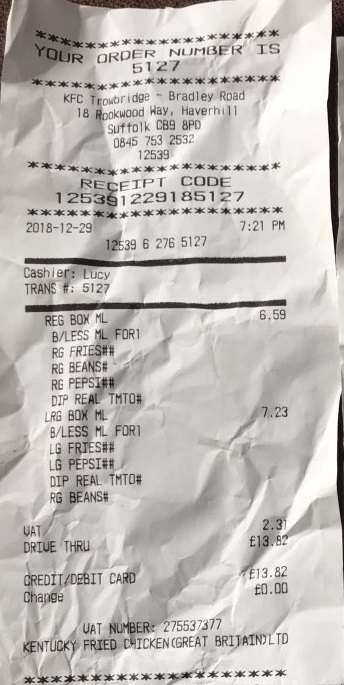 ********************
YOUR ORDER NUMBER IS
5127
********************
KFC Trowbridge - Bradley Road
18 Rookwood Way, Haverhill
Suffolk CB9 8PD
0845 753 2532
12539
********************
RECEIPT CODE
125391229185127
********************
2018-12-29 7:21 PM
12539 6 276 5127
Cashier: Lucy
TRANS #: 5127
REG BOX ML 6.59
B/LESS ML FOR1
RG FRIES##
RG BEANS#
RG PEPSI##
DIP REAL TMTO#
LRG BOX ML 7.23
B/LESS ML FOR1
LG FRIES##
LG PEPSI##
DIP REAL TMTO#
RG BEANS#
VAT 2.31
DRIVE THRU £13.82
CREDIT/DEBIT CARD £13.82
Change £0.00
VAT NUMBER: 275537377
KENTUCKY FRIED CHICKEN(GREAT BRITAIN)LTD
********************